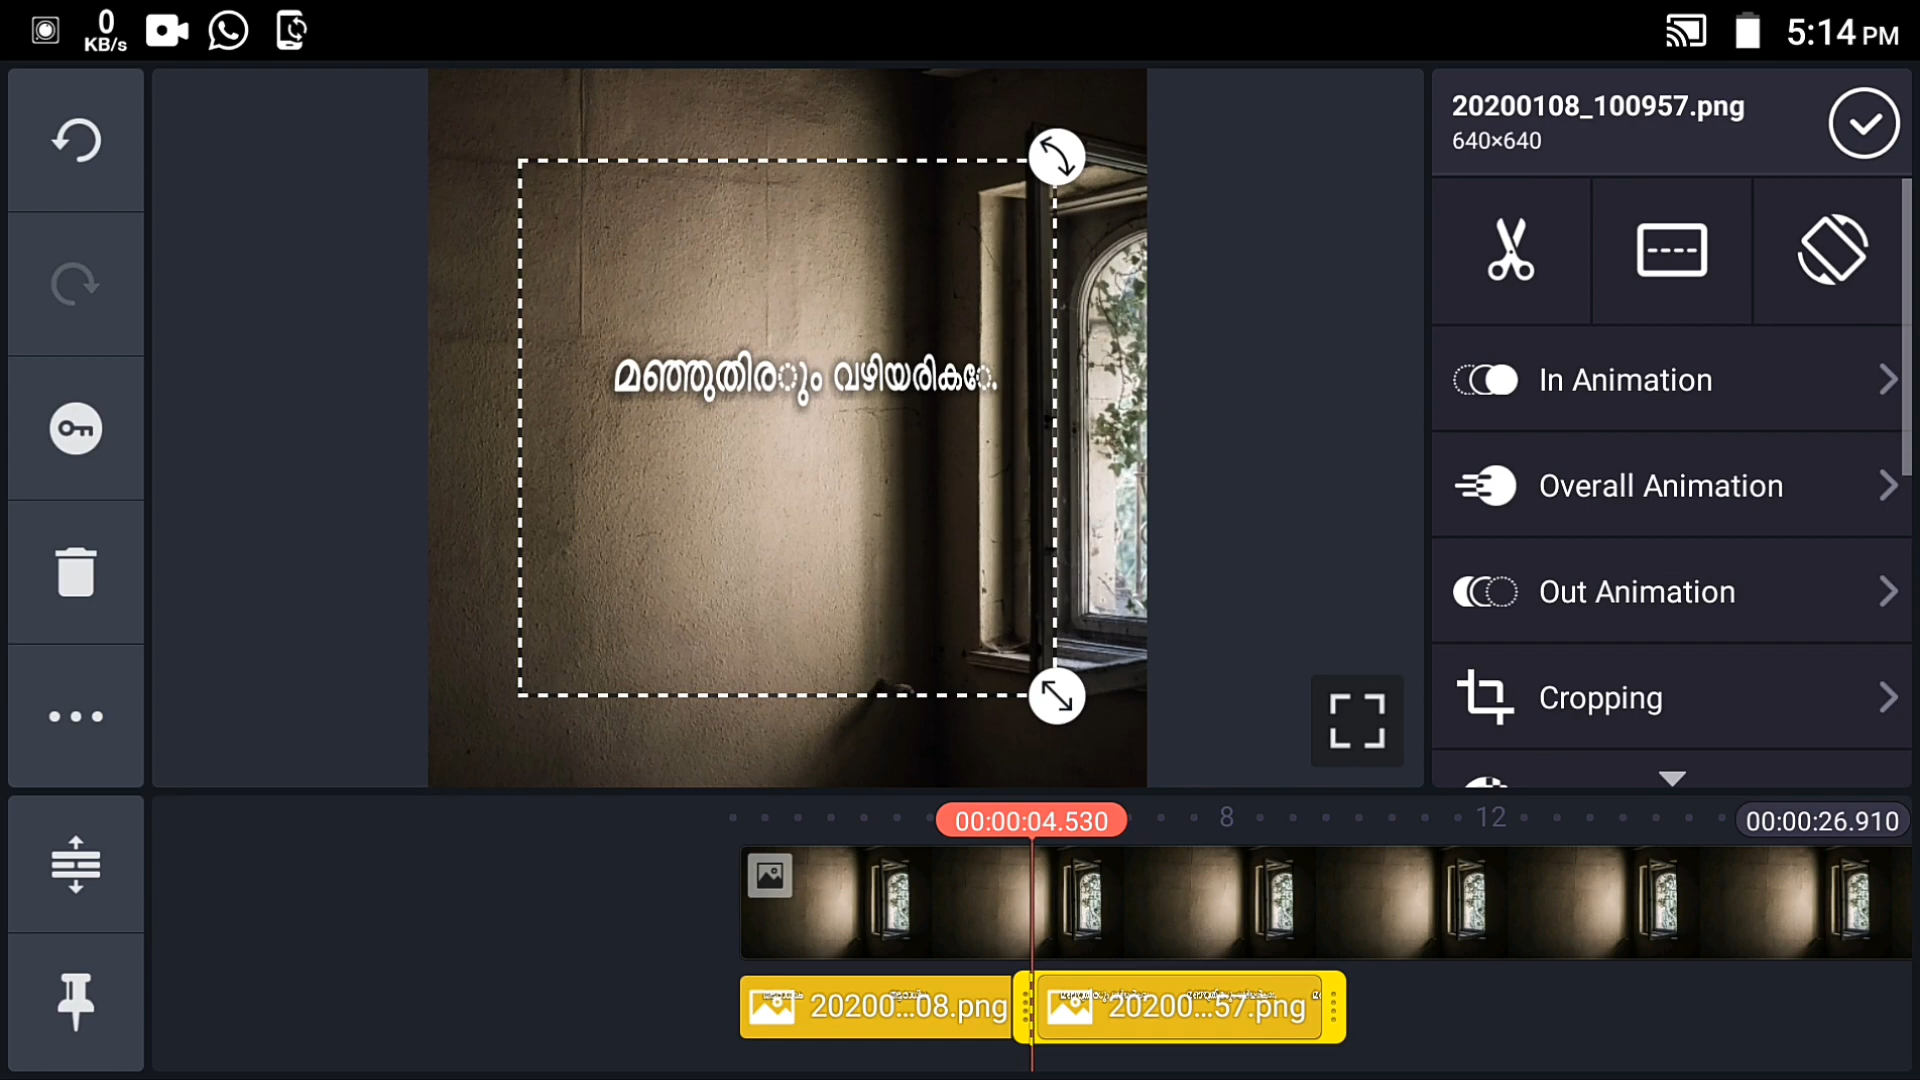 0
KB/s
5:14 PM
20200108_100957.png
640×640
മഞ്ഞുതിര​ും വഴിയരിക​േ.
In Animation
Overall Animation
Out Animation
Cropping
00:00:04.530
8
12
00:00:26.910
20200...08.png
20200...57.png